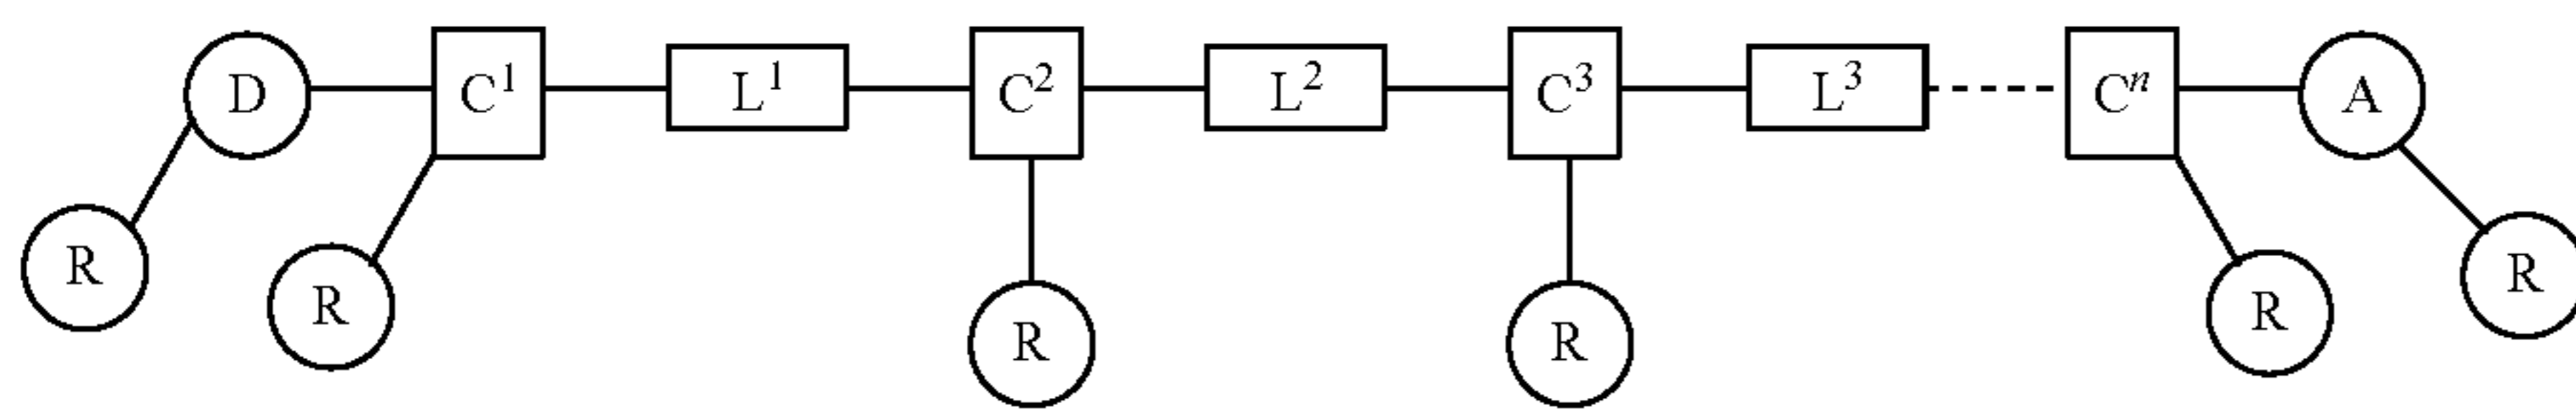 D C¹ L¹ C² L² C³ L³ Cⁿ A
R R R R R R